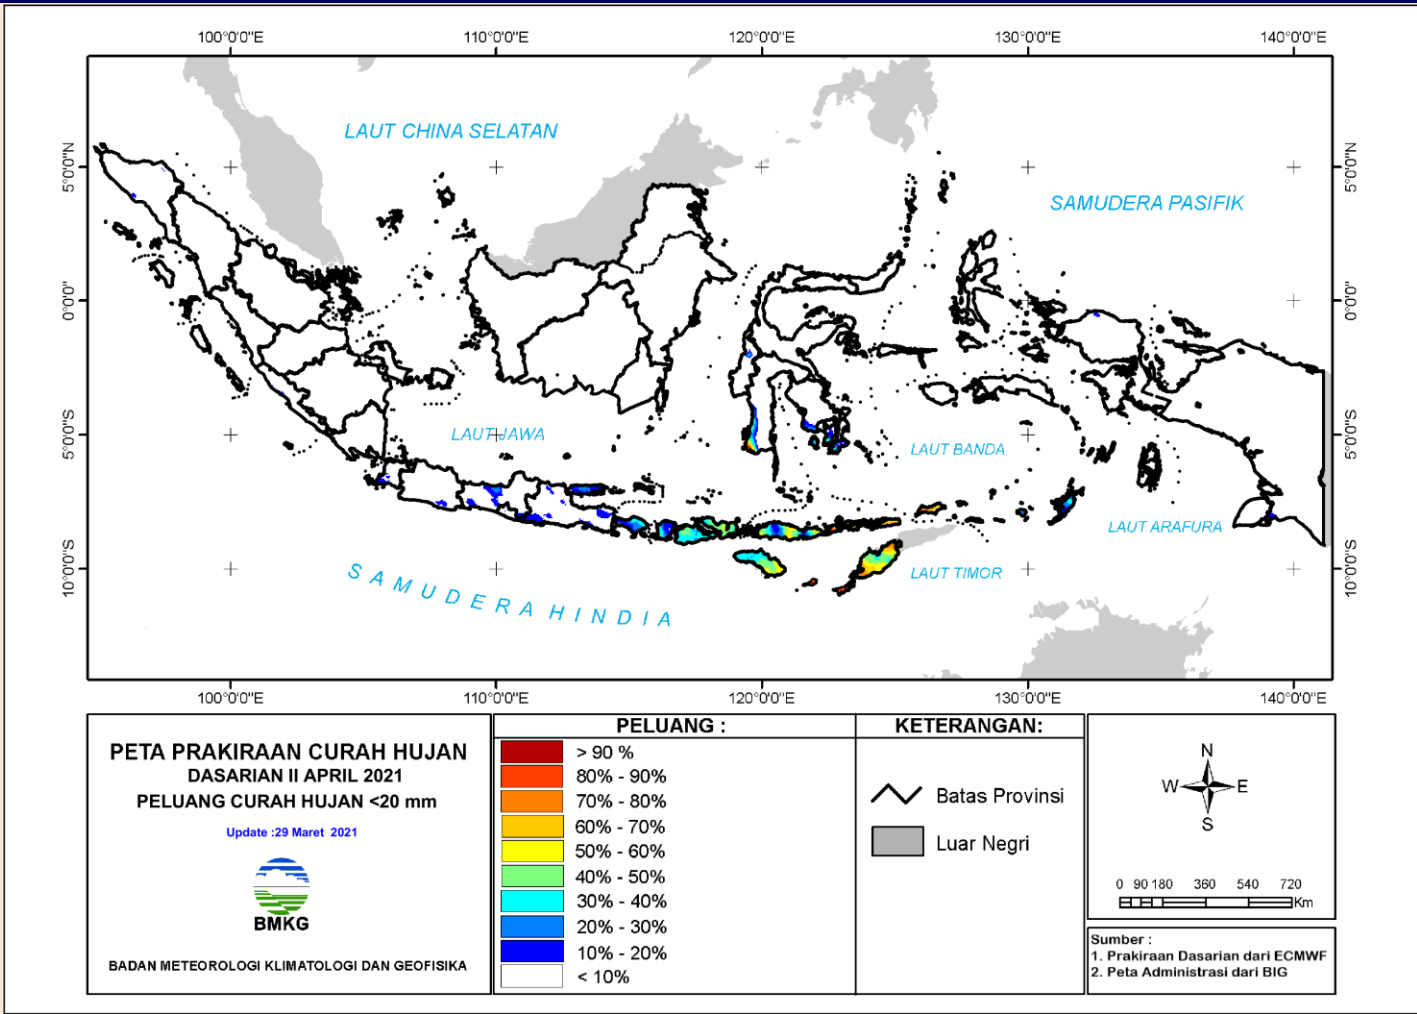 100°0'0"E 110°0'0"E 120°0'0"E 130°0'0"E 140°0'0"E
LAUT CHINA SELATAN
5°0'0"N 5°0'0"N
SAMUDERA PASIFIK
0°0'0" 0°0'0"
LAUT JAWA
5°0'0"S 5°0'0"S
LAUT BANDA
LAUT ARAFURA
10°0'0"S 10°0'0"S
LAUT TIMOR
SAMUDERA HINDIA
100°0'0"E 110°0'0"E 120°0'0"E 130°0'0"E 140°0'0"E
PETA PRAKIRAAN CURAH HUJAN
DASARIAN II APRIL 2021
PELUANG CURAH HUJAN <20 mm
Update :29 Maret 2021
BMKG
BADAN METEOROLOGI KLIMATOLOGI DAN GEOFISIKA
PELUANG :
> 90 %
80% - 90%
70% - 80%
60% - 70%
50% - 60%
40% - 50%
30% - 40%
20% - 30%
10% - 20%
< 10%
KETERANGAN:
Batas Provinsi
Luar Negri
N
W E
S
0 90 180 360 540 720
Km
Sumber :
1. Prakiraan Dasarian dari ECMWF
2. Peta Administrasi dari BIG